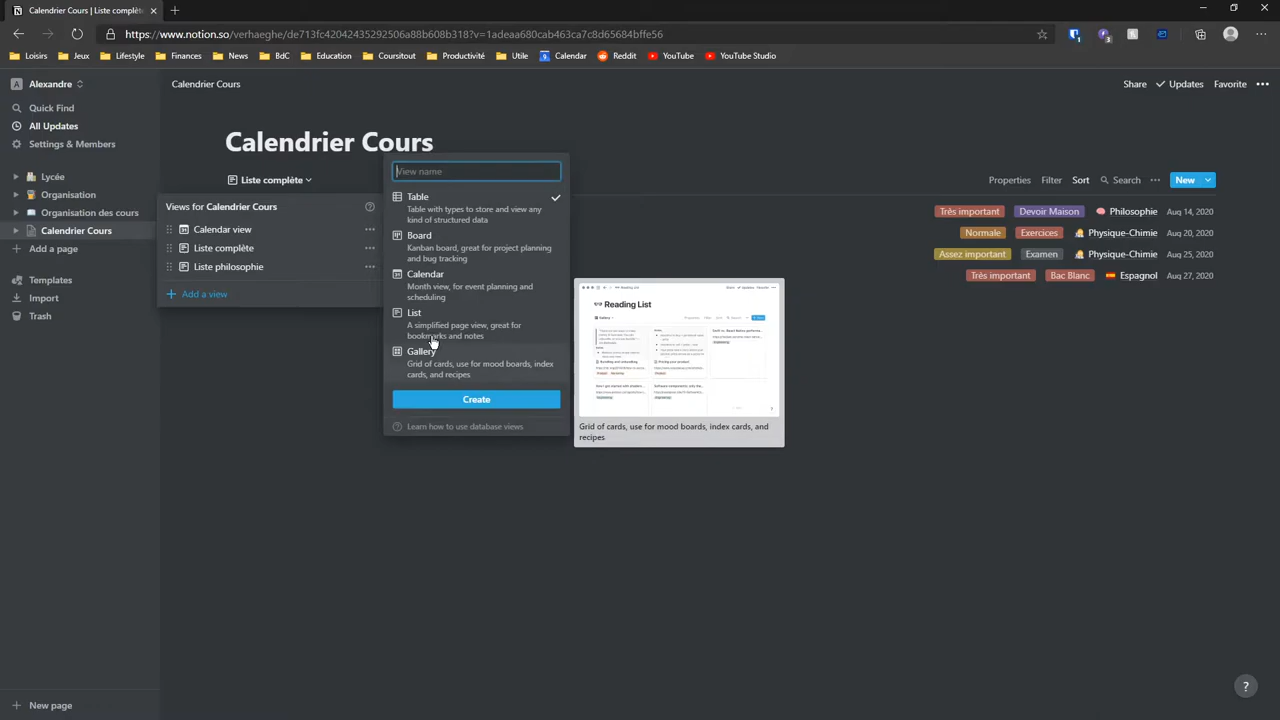 Calendrier Cours | Liste complèt
https://www.notion.so/verhaeghe/de713fc42042435292506a88b608b318?v=1adeaa680cab463ca7c8d65684bffe56
Loisirs
Jeux
Lifestyle
Finances
News
BdC
Education
Coursitout
Productivité
Utile
Calendar
Reddit
YouTube
YouTube Studio
A Alexandre
Calendrier Cours
Share
Updates
Favorite
Quick Find
All Updates
Settings & Members
Calendrier Cours
View name
Liste complète
Properties
Filter
Sort
Search
New
Lycée
Organisation
Organisation des cours
Calendrier Cours
Add a page
Templates
Import
Trash
New page
Views for Calendrier Cours
Calendar view
Liste complète
Liste philosophie
Add a view
Table
Table with types to store and view any
kind of structured data
Board
Kanban board, great for project planning
and bug tracking
Calendar
Month view, for event planning and
scheduling
List
A simplified page view, great for
bookmarks and notes
Gallery
Grid of cards, use for mood boards, index
cards, and recipes
Create
Learn how to use database views
Très important
Devoir Maison
Philosophie
Aug 14, 2020
Normale
Exercices
Physique-Chimie
Aug 20, 2020
Assez important
Examen
Physique-Chimie
Aug 25, 2020
Très important
Bac Blanc
Espagnol
Aug 27, 2020
Reading List
Gallery
Grid of cards, use for mood boards, index cards, and
recipes
?